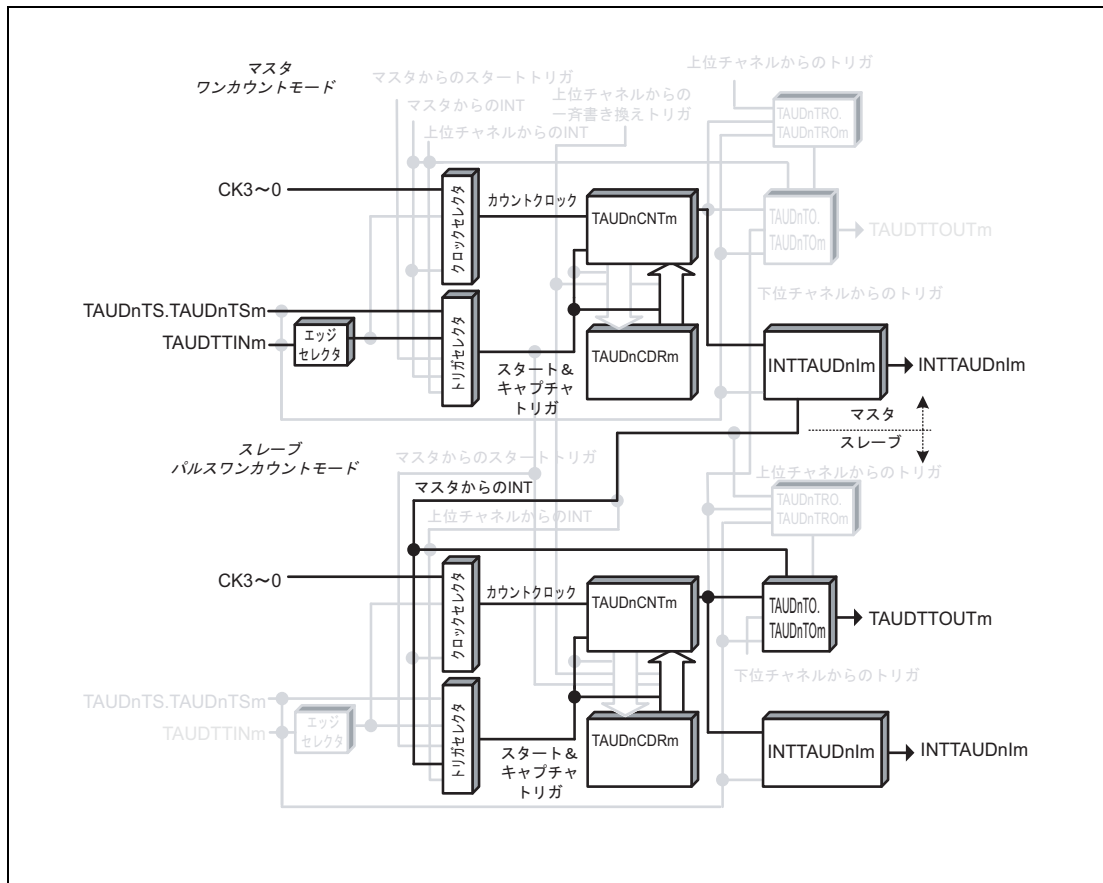 マスタ
ワンカウントモード
マスタからのスタートトリガ
マスタからのINT
上位チャネルからのINT
上位チャネルからの
一斉書き換えトリガ
上位チャネルからのトリガ
TAUDnTRO.
TAUDnTROm
CK3～0
クロックセレクタ
カウントクロック
TAUDnCNTm
TAUDnTO.
TAUDnTOm
TAUDTTOUTm
TAUDnTS.TAUDnTSm
TAUDTTINm
エッジ
セレクタ
トリガセレクタ
スタート&
キャプチャ
トリガ
TAUDnCDRm
下位チャネルからのトリガ
INTTAUDnIm
INTTAUDnIm
マスタ
スレーブ
スレーブ
パルスワンカウントモード
マスタからのスタートトリガ
マスタからのINT
上位チャネルからのINT
上位チャネルからのトリガ
TAUDnTRO.
TAUDnTROm
CK3～0
クロックセレクタ
カウントクロック
TAUDnCNTm
TAUDnTO.
TAUDnTOm
TAUDTTOUTm
TAUDnTS.TAUDnTSm
TAUDTTINm
エッジ
セレクタ
トリガセレクタ
スタート&
キャプチャ
トリガ
TAUDnCDRm
下位チャネルからのトリガ
INTTAUDnIm
INTTAUDnIm